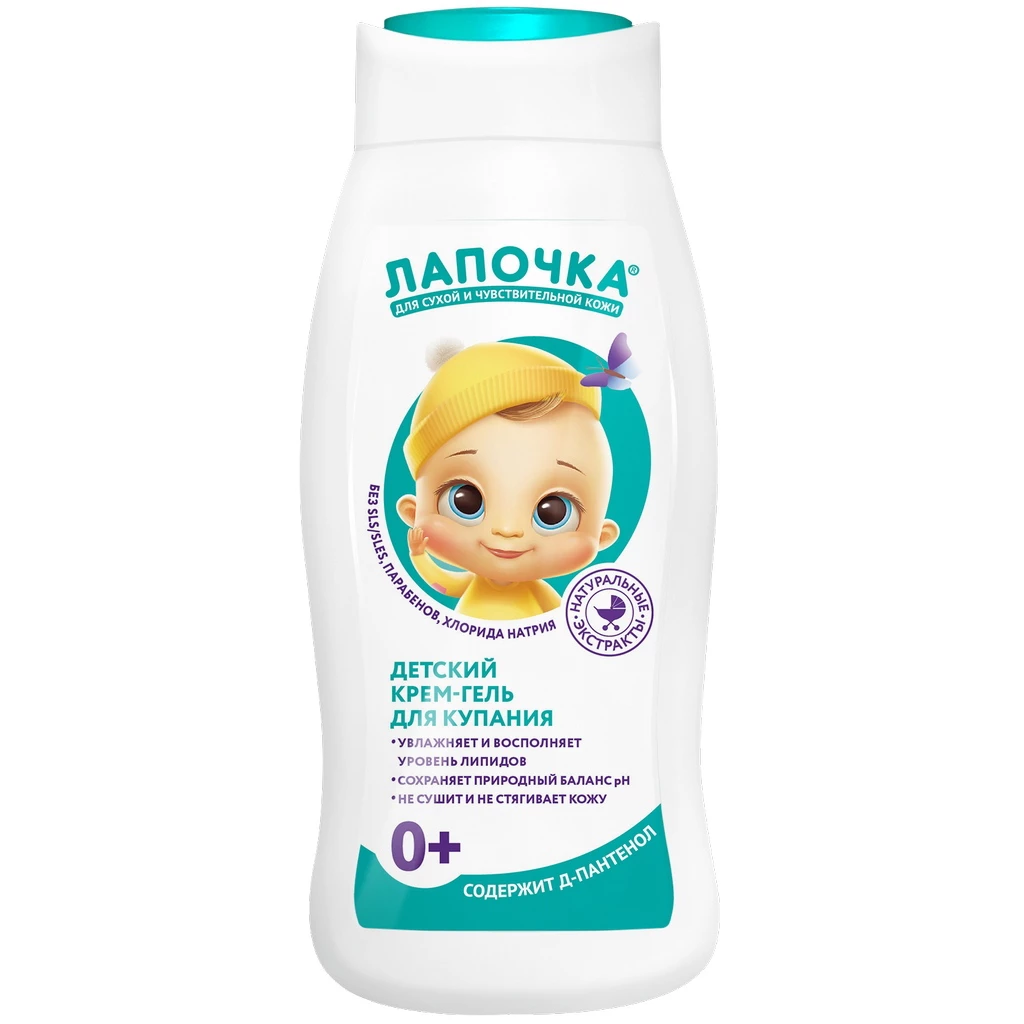 ЛАПОЧКА®
ДЛЯ СУХОЙ И ЧУВСТВИТЕЛЬНОЙ КОЖИ
БЕЗ SLS/SLES, ПАРАБЕНОВ, ХЛОРИДА НАТРИЯ
• НАТУРАЛЬНЫЕ •
ЭКСТРАКТЫ
ДЕТСКИЙ
КРЕМ-ГЕЛЬ
ДЛЯ КУПАНИЯ
• УВЛАЖНЯЕТ И ВОСПОЛНЯЕТ
УРОВЕНЬ ЛИПИДОВ
• СОХРАНЯЕТ ПРИРОДНЫЙ БАЛАНС pH
• НЕ СУШИТ И НЕ СТЯГИВАЕТ КОЖУ
0+
СОДЕРЖИТ Д-ПАНТЕНОЛ